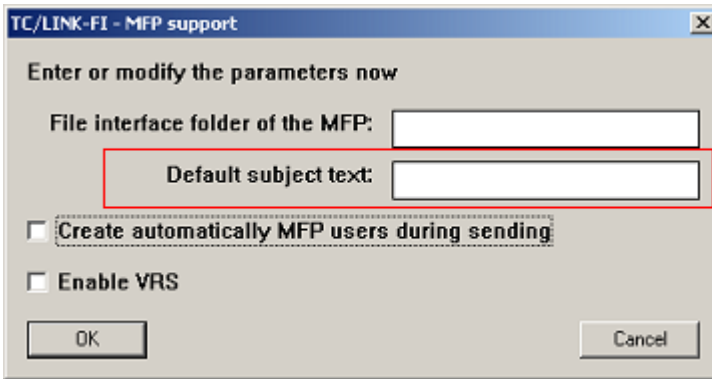 TC/LINK-FI - MFP support
Enter or modify the parameters now
File interface folder of the MFP:
Default subject text:
Create automatically MFP users during sending
Enable VRS
OK Cancel